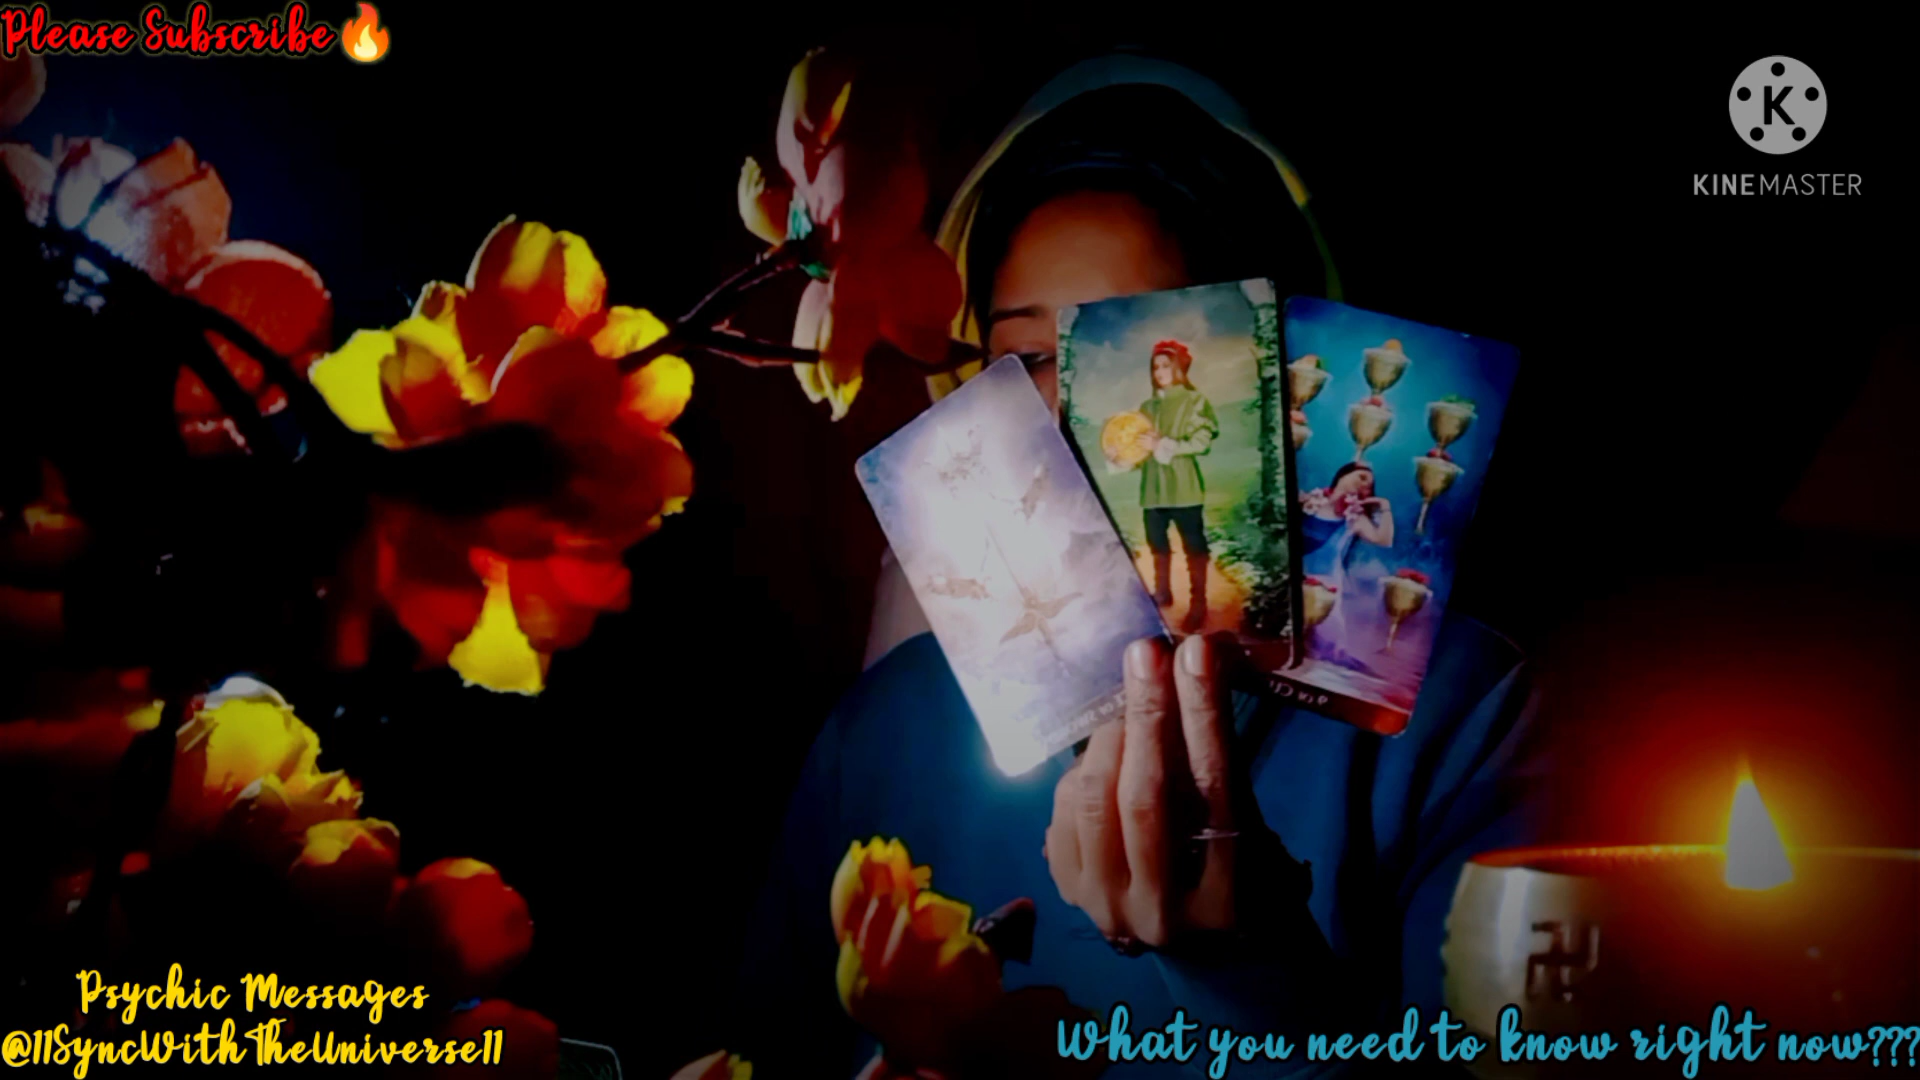 Please Subscribe🔥
K
KINEMASTER
Psychic Messages
@11SyncWithTheUniverse11
What you need to know right now???